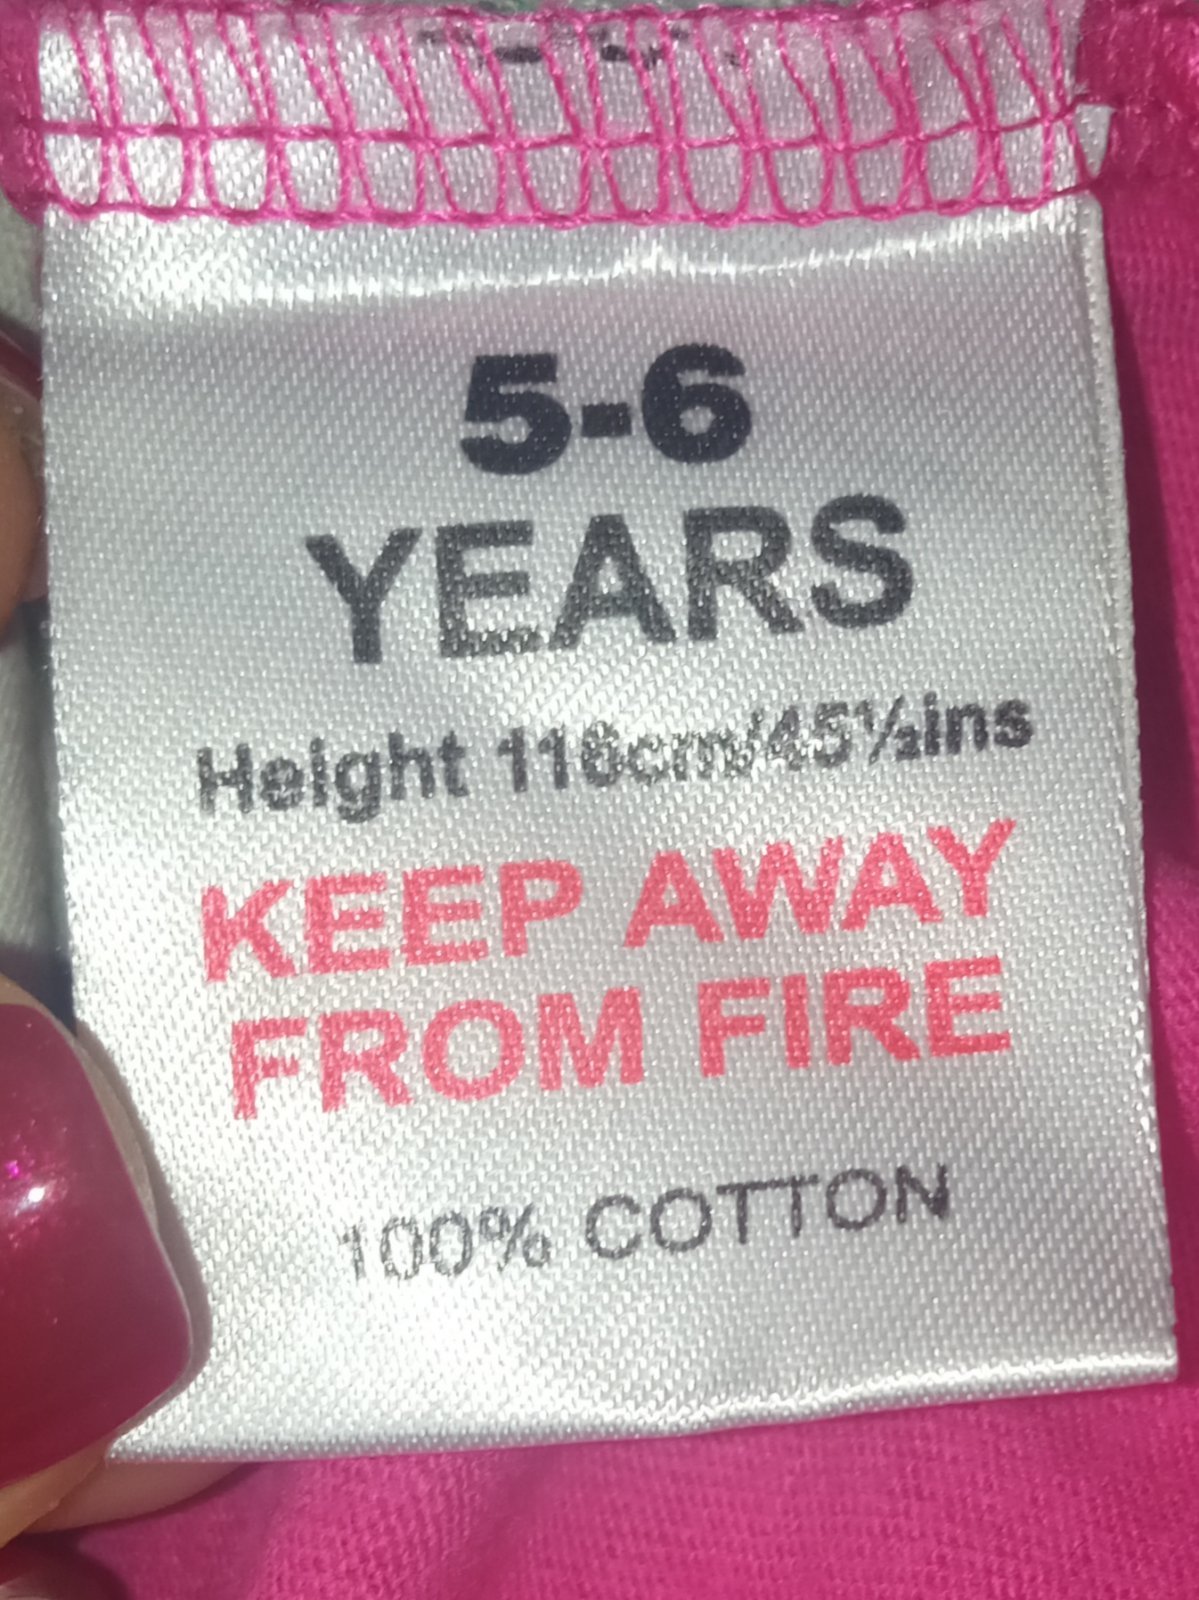 5-6
YEARS
Height 116cm/45½ins
KEEP AWAY
FROM FIRE
100% COTTON